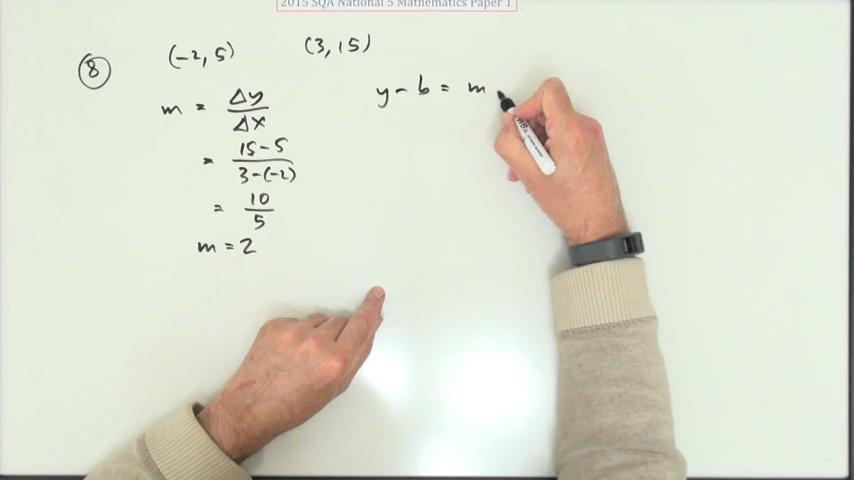 2015 SQA National 5 Mathematics Paper 1
8 (-2, 5) (3, 15)
m = Δy/Δx
= 15-5/3-(-2)
= 10/5
m = 2
y - b = m